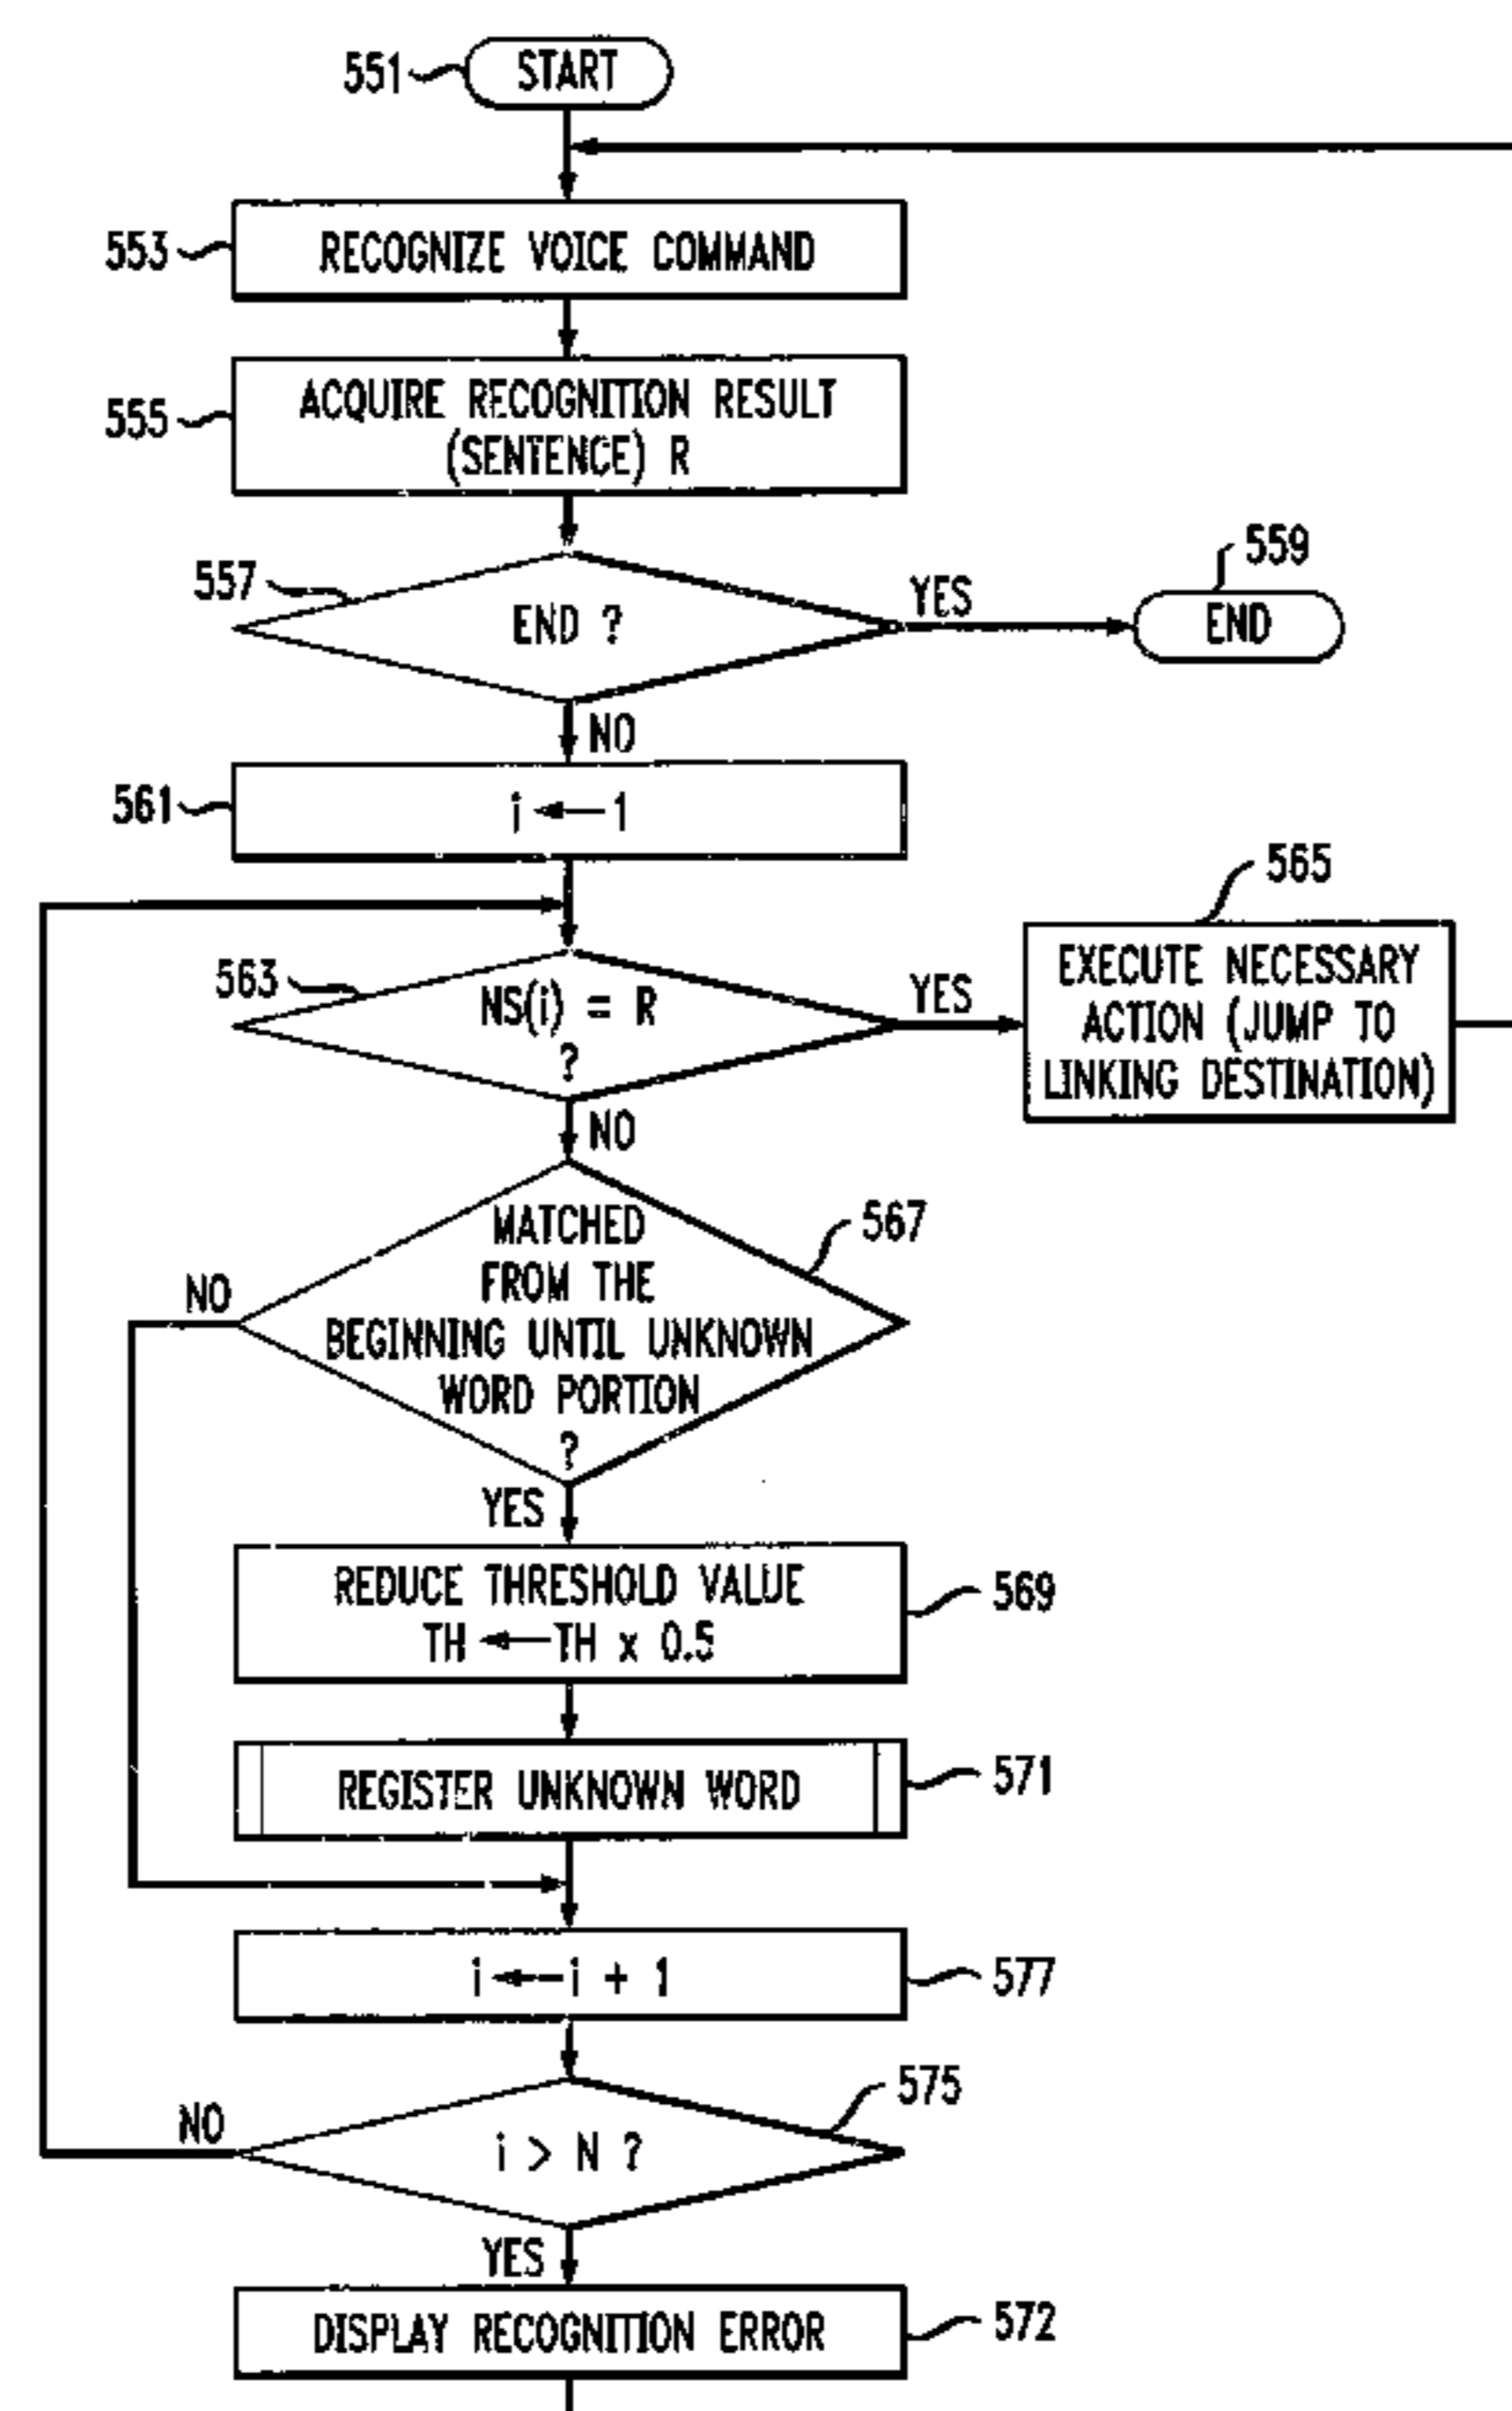 551
START
553
RECOGNIZE VOICE COMMAND
555
ACQUIRE RECOGNITION RESULT
(SENTENCE) R
557
END ?
YES
559
END
NO
561
i ← 1
563
NS(i) = R
?
YES
565
EXECUTE NECESSARY
ACTION (JUMP TO
LINKING DESTINATION)
NO
567
MATCHED
FROM THE
BEGINNING UNTIL UNKNOWN
WORD PORTION
?
NO
YES
REDUCE THRESHOLD VALUE
TH ← TH x 0.5
569
REGISTER UNKNOWN WORD
571
i ← i + 1
577
575
NO
i > N ?
YES
DISPLAY RECOGNITION ERROR
572